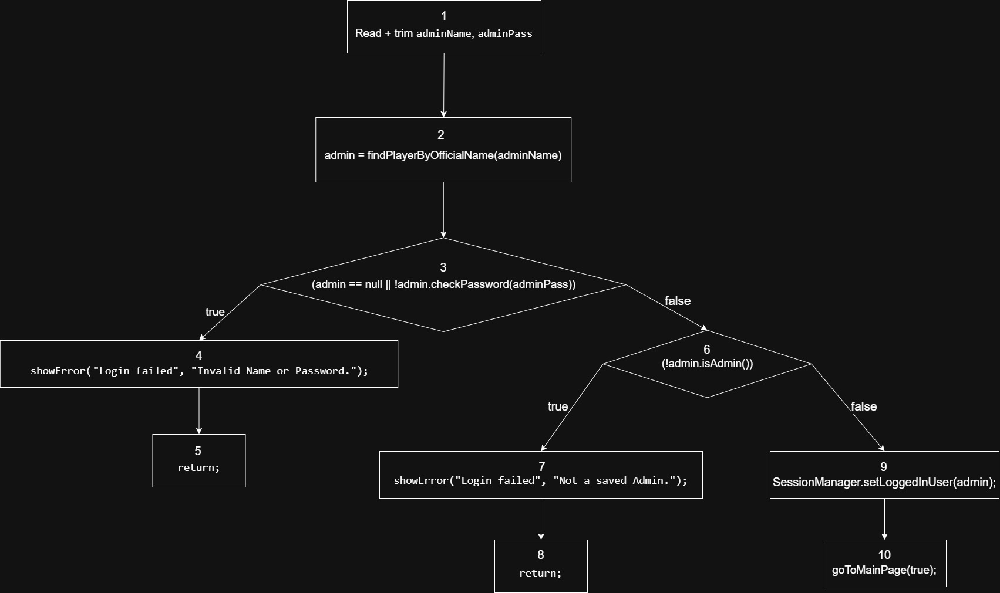 1
Read + trim adminName, adminPass
2
admin = findPlayerByOfficialName(adminName)
3
(admin == null || !admin.checkPassword(adminPass))
true
false
4
showError("Login failed", "Invalid Name or Password.");
5
return;
6
(!admin.isAdmin())
true
false
7
showError("Login failed", "Not a saved Admin.");
8
return;
9
SessionManager.setLoggedInUser(admin);
10
goToMainPage(true);